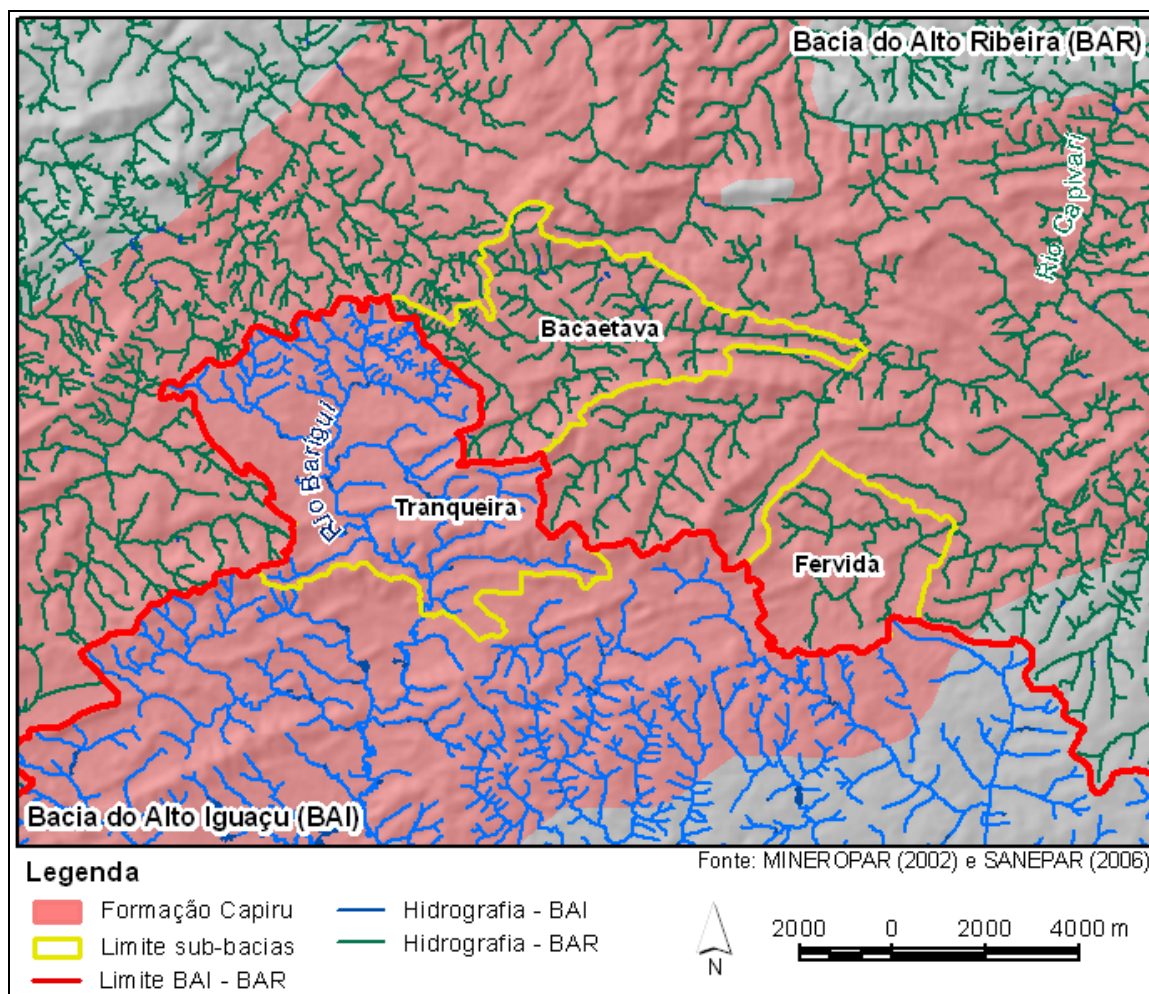 Bacia do Alto Ribeira (BAR)
Rio Capivarí
Bacaetava
Rio Barigui
Tranqueira
Fervida
Bacia do Alto Iguaçu (BAI)
Fonte: MINEROPAR (2002) e SANEPAR (2006)
Legenda
Formação Capiru
Limite sub-bacias
Limite BAI - BAR
Hidrografia - BAI
Hidrografia - BAR
N
2000 0 2000 4000 m